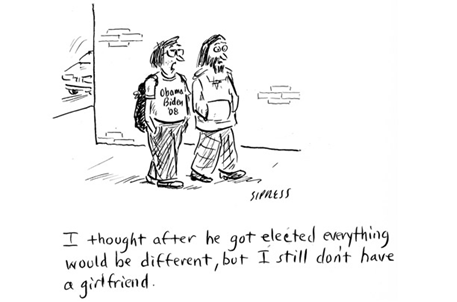 Obama
Biden
'08
SIPRESS
I thought after he got elected everything
would be different, but I still don't have
a girlfriend.